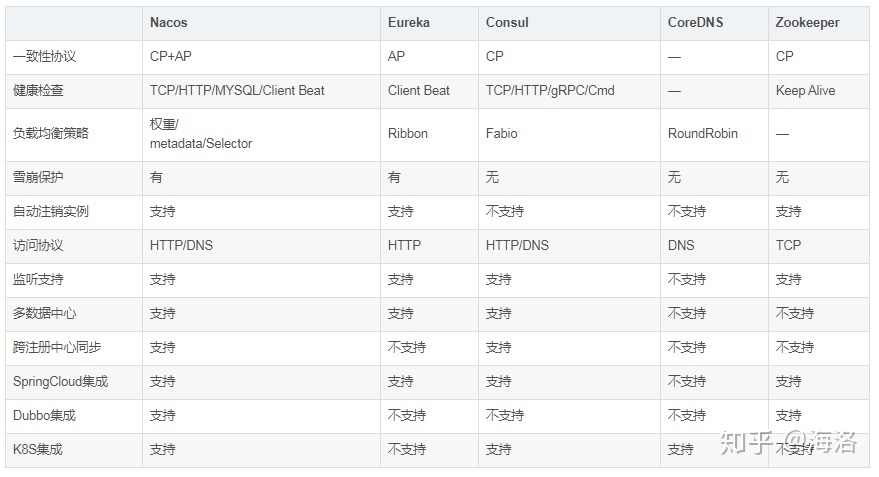 Nacos Eureka Consul CoreDNS Zookeeper
一致性协议 CP+AP AP CP — CP
健康检查 TCP/HTTP/MYSQL/Client Beat Client Beat TCP/HTTP/gRPC/Cmd — Keep Alive
负载均衡策略 权重/
metadata/Selector Ribbon Fabio RoundRobin —
雪崩保护 有 有 无 无 无
自动注销实例 支持 支持 不支持 不支持 支持
访问协议 HTTP/DNS HTTP HTTP/DNS DNS TCP
监听支持 支持 支持 支持 不支持 支持
多数据中心 支持 支持 支持 不支持 不支持
跨注册中心同步 支持 不支持 支持 不支持 不支持
SpringCloud集成 支持 支持 支持 不支持 支持
Dubbo集成 支持 不支持 不支持 不支持 支持
K8S集成 支持 不支持 支持 支持 不支持
知乎 @海洛